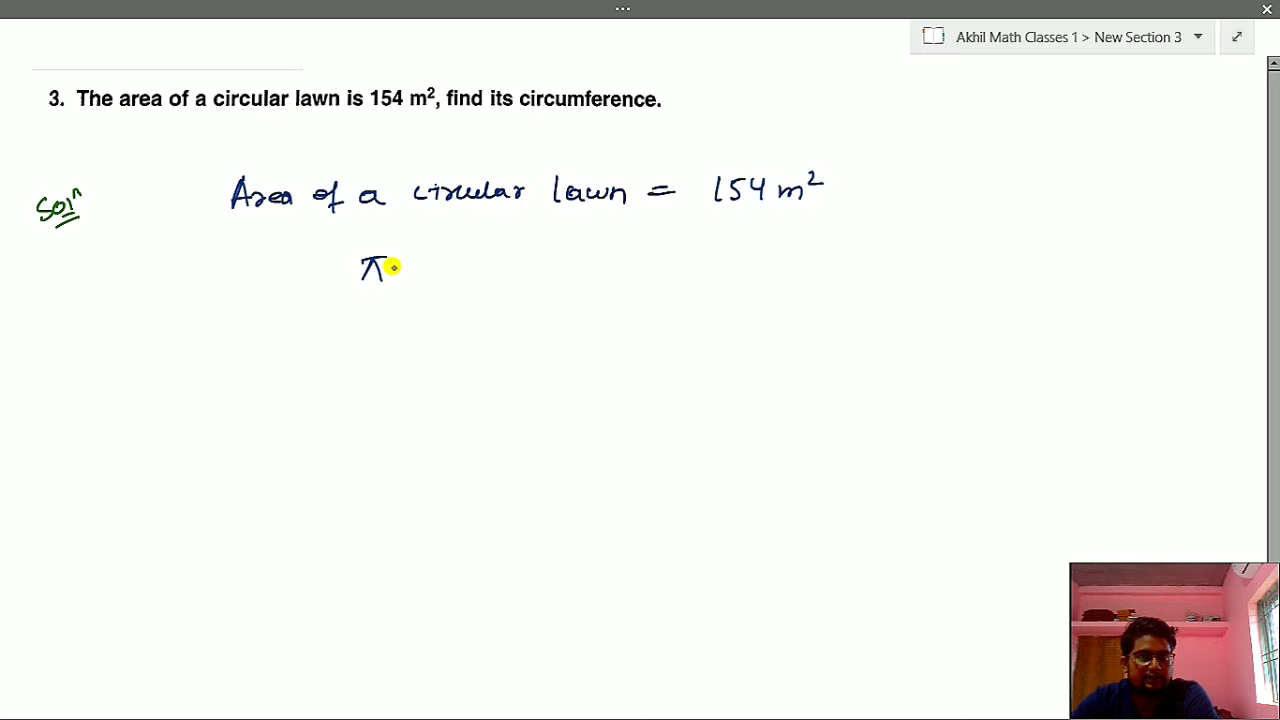 Akhil Math Classes 1 > New Section 3
3. The area of a circular lawn is 154 m², find its circumference.
Area of a circular lawn = 154 m²
Solⁿ
π